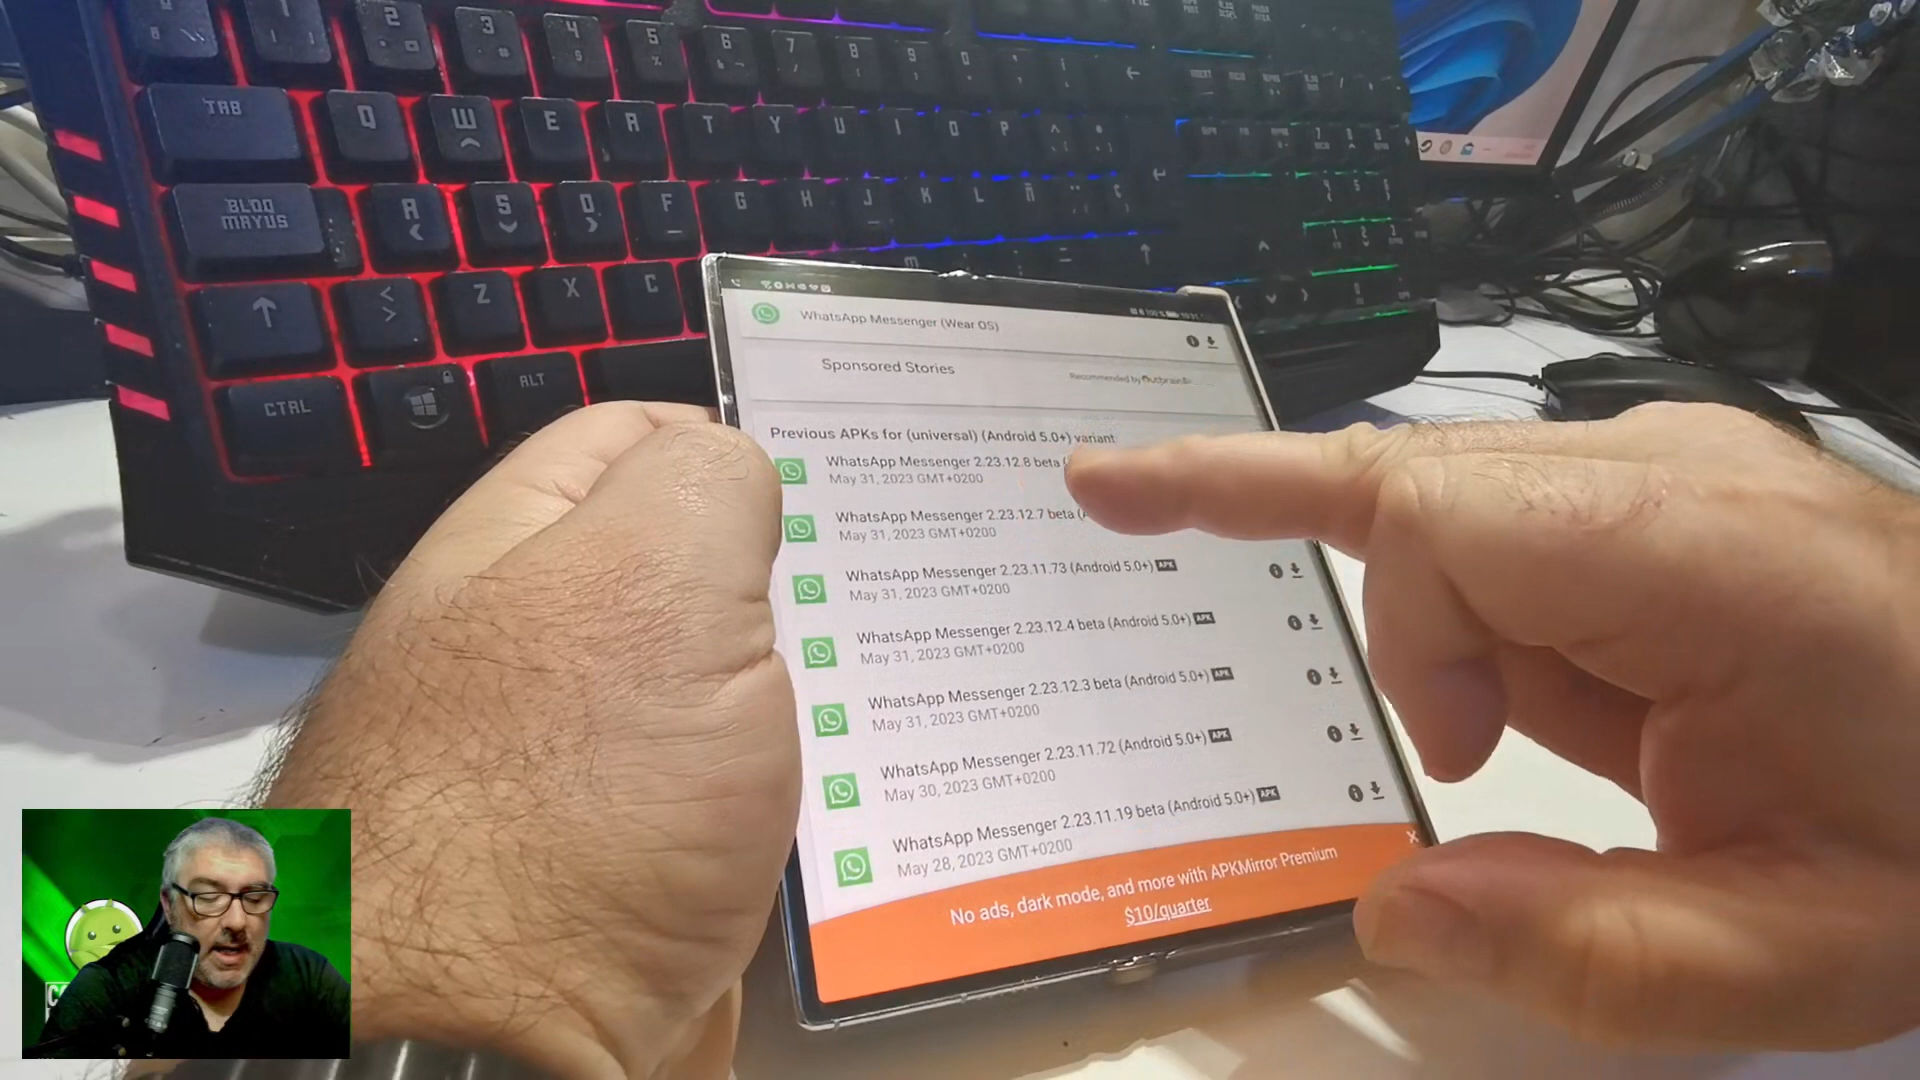 TAB
Q W E R T Y U I O P
BLOQ
MAYUS
A S D F G H J K L Ñ
Z X C
CTRL
ALT
WhatsApp Messenger (Wear OS)
Sponsored Stories
Recommended by
Previous APKs for (universal) (Android 5.0+) variant
WhatsApp Messenger 2.23.12.8 beta
May 31, 2023 GMT+0200
WhatsApp Messenger 2.23.12.7 beta
May 31, 2023 GMT+0200
WhatsApp Messenger 2.23.11.73 (Android 5.0+) APK
May 31, 2023 GMT+0200
WhatsApp Messenger 2.23.12.4 beta (Android 5.0+) APK
May 31, 2023 GMT+0200
WhatsApp Messenger 2.23.12.3 beta (Android 5.0+) APK
May 31, 2023 GMT+0200
WhatsApp Messenger 2.23.11.72 (Android 5.0+) APK
May 30, 2023 GMT+0200
WhatsApp Messenger 2.23.11.19 beta (Android 5.0+) APK
May 28, 2023 GMT+0200
No ads, dark mode, and more with APKMirror Premium
$10/quarter